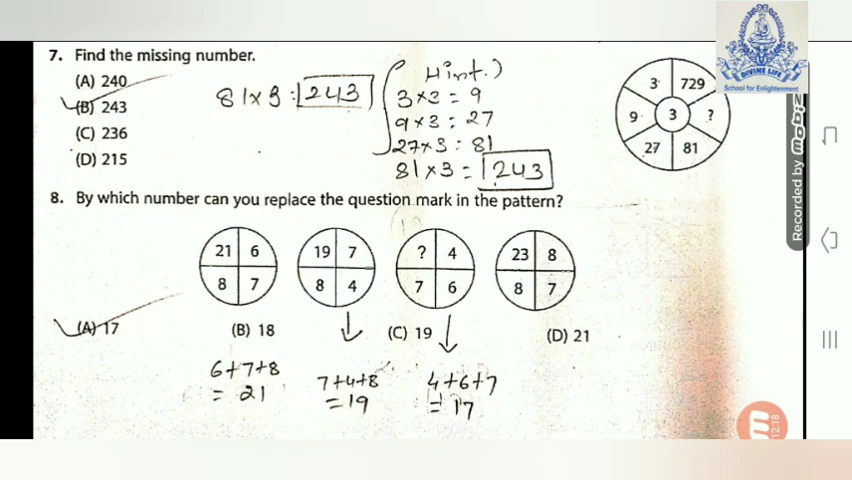 7. Find the missing number.
(A) 240
(B) 243
(C) 236
(D) 215
81×3 = 243
Hint.)
3×3 = 9
9×3 = 27
27×3 = 81
81×3 = 243
3 729
9 3 ?
27 81
DIVINE LIFE
School for Enlightenment
8. By which number can you replace the question mark in the pattern?
21 6 19 7 ? 4 23 8
8 7 8 4 7 6 8 7
(A) 17 (B) 18 (C) 19 (D) 21
6+7+8 7+4+8 4+6+7
= 21 =19 = 17
Recorded by
12:18